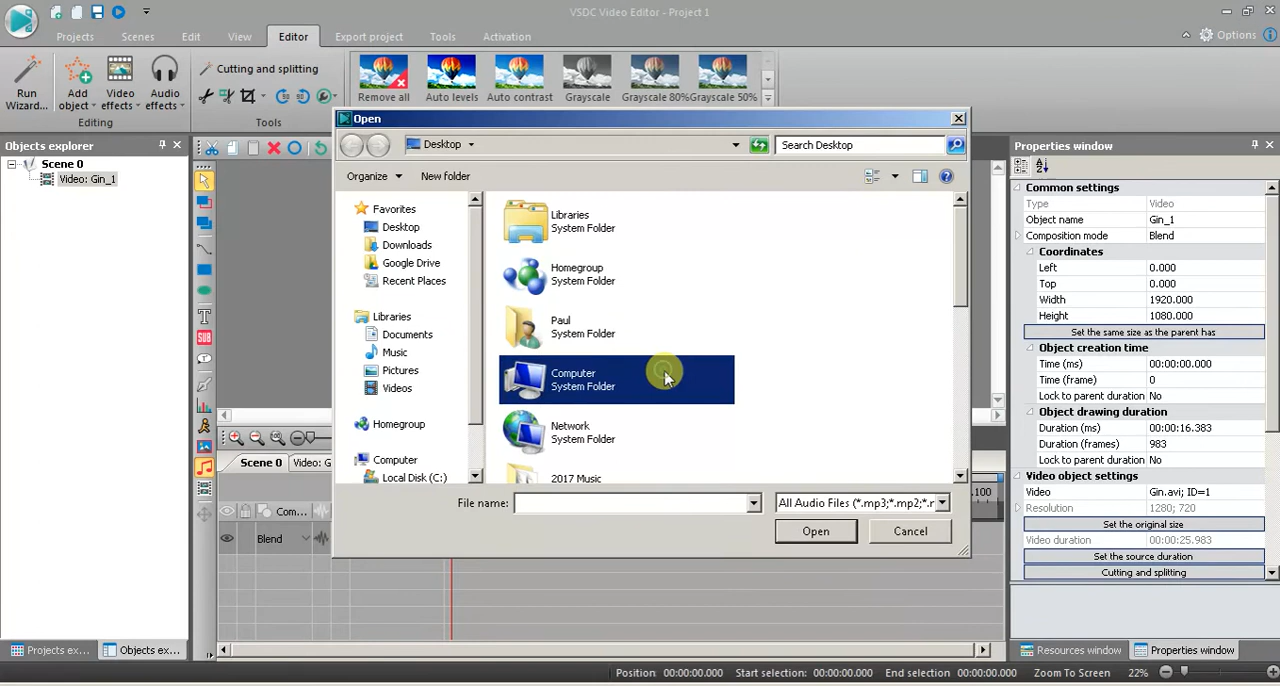 VSDC Video Editor - Project 1
Projects Scenes Edit View Editor Export project Tools Activation Options
Run Wizard...
Add object
Video effects
Audio effects
Editing
Cutting and splitting
Tools
Remove all Auto levels Auto contrast Grayscale Grayscale 80% Grayscale 50%
Objects explorer
Scene 0
Video: Gin_1
Open
Desktop
Search Desktop
Organize New folder
Favorites
Desktop
Downloads
Google Drive
Recent Places
Libraries
Documents
Music
Pictures
Videos
Homegroup
Computer
Local Disk (C:)
Libraries
System Folder
Homegroup
System Folder
Paul
System Folder
Computer
System Folder
Network
System Folder
2017 Music
File name: All Audio Files (*.mp3;*.mp2;*.r
Open Cancel
Properties window
Common settings
Type Video
Object name Gin_1
Composition mode Blend
Coordinates
Left 0.000
Top 0.000
Width 1920.000
Height 1080.000
Set the same size as the parent has
Object creation time
Time (ms) 00:00:00.000
Time (frame) 0
Lock to parent duration No
Object drawing duration
Duration (ms) 00:00:16.383
Duration (frames) 983
Lock to parent duration No
Video object settings
Video Gin.avi; ID=1
Resolution 1280; 720
Set the original size
Video duration 00:00:25.983
Set the source duration
Cutting and splitting
SUB
Scene 0 Video: G
.100
Com...
Blend
Projects ex... Objects ex...
Resources window Properties window
Position: 00:00:00.000 Start selection: 00:00:00.000 End selection: 00:00:00.000 Zoom To Screen 22%